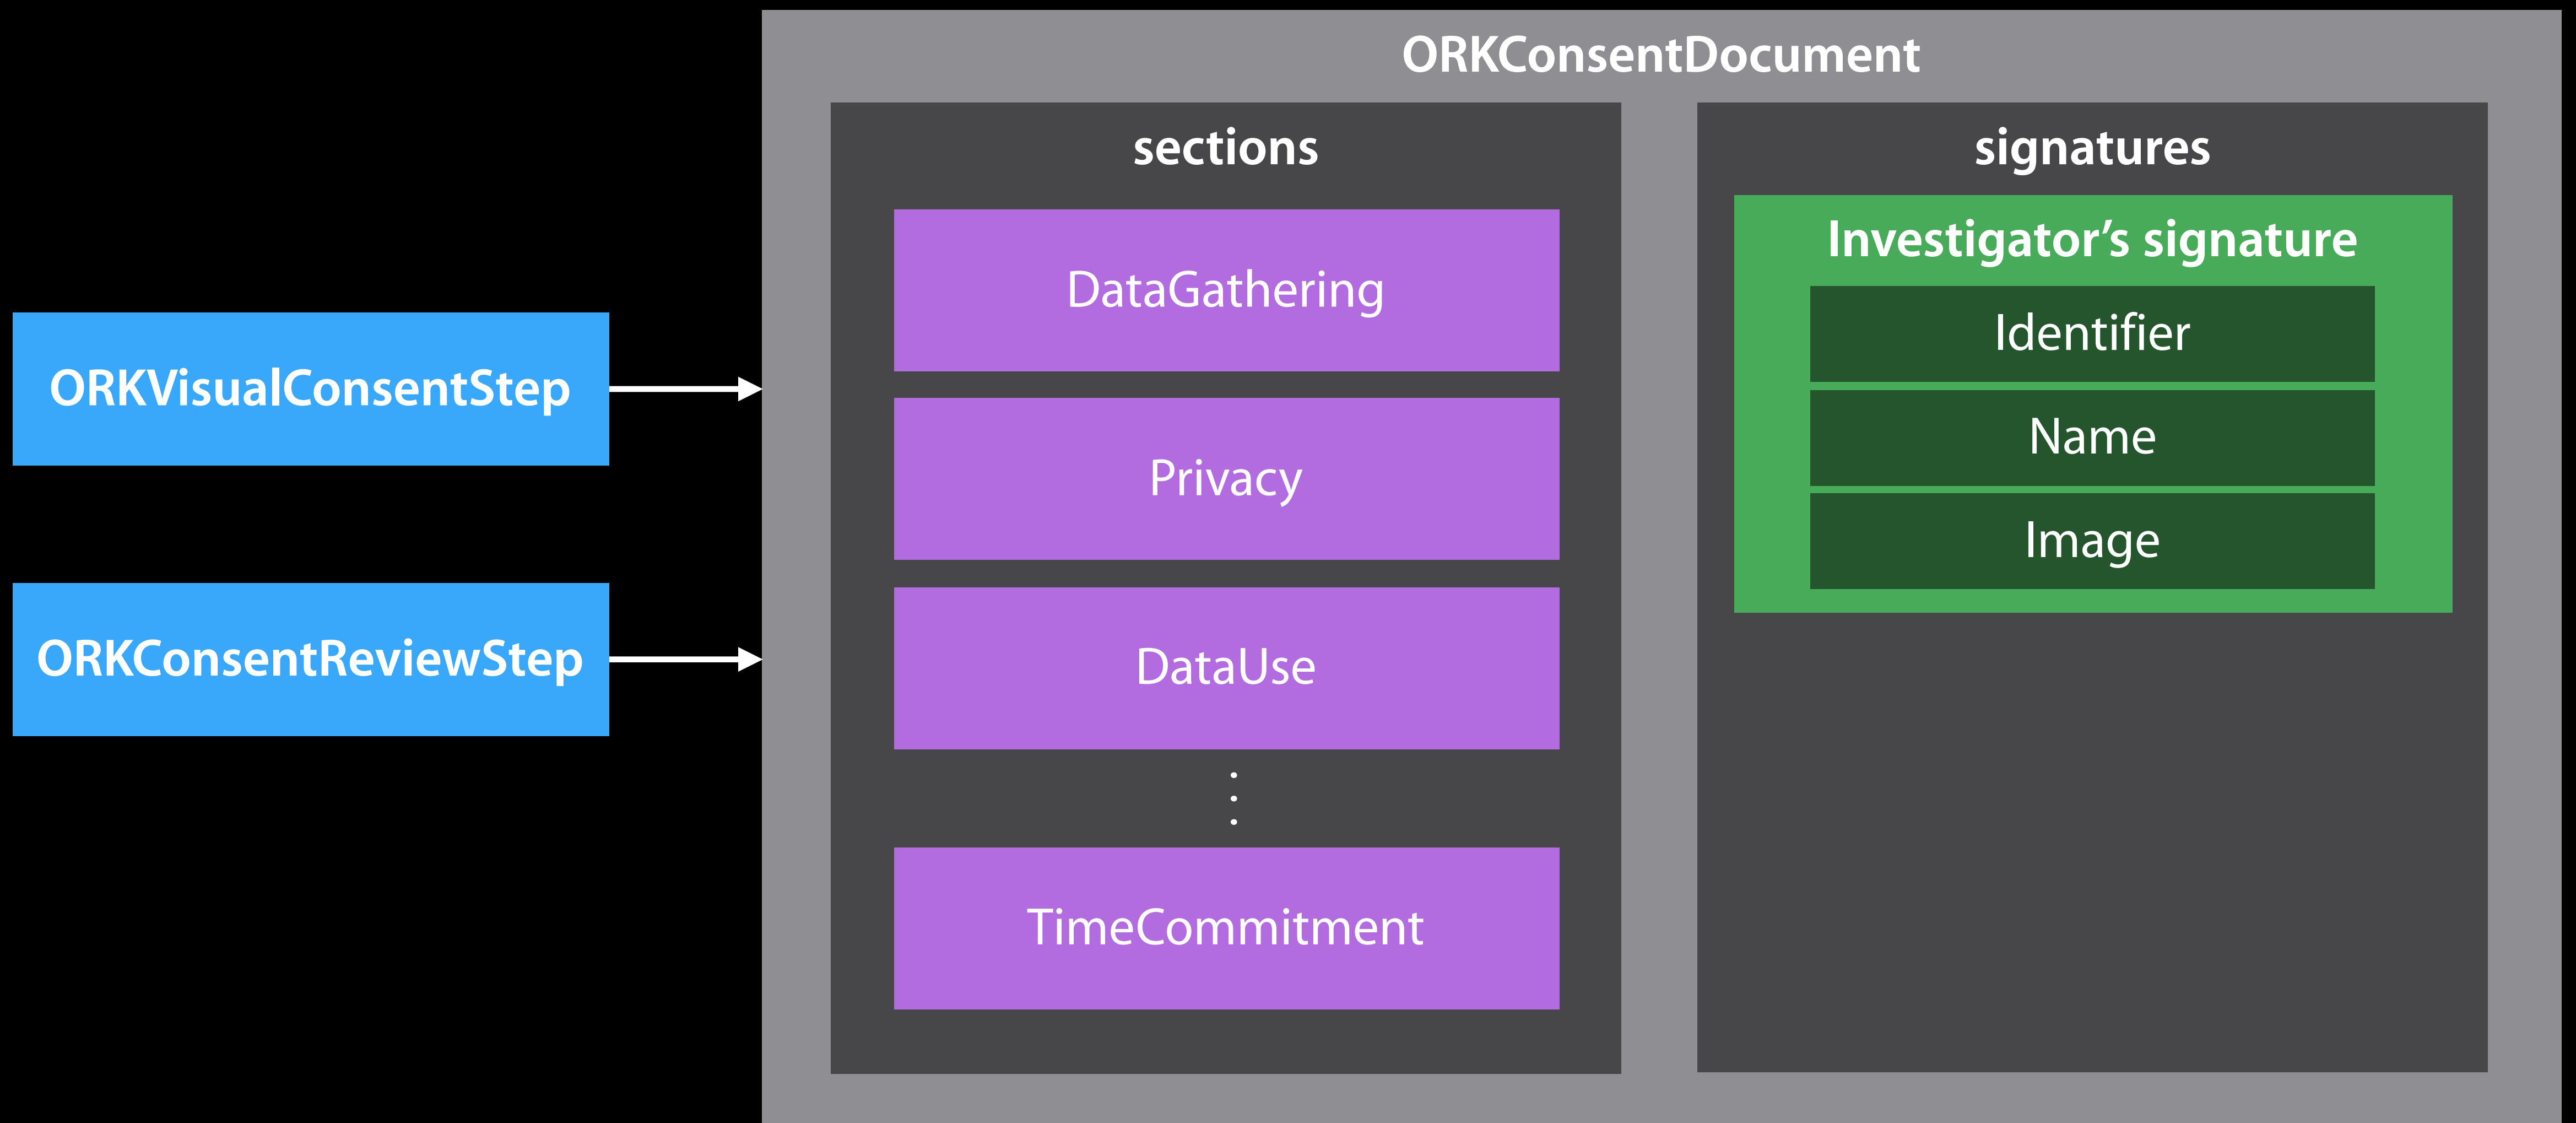 ORKConsentDocument
ORKVisualConsentStep
ORKConsentReviewStep
sections
DataGathering
Privacy
DataUse
TimeCommitment
signatures
Investigator’s signature
Identifier
Name
Image